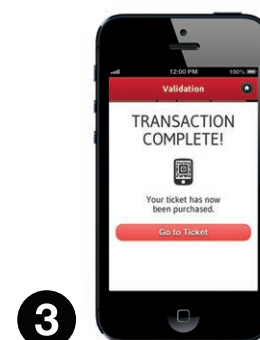 12:00 PM 100%
Validation
TRANSACTION
COMPLETE!
Your ticket has now
been purchased.
Go to Ticket
3